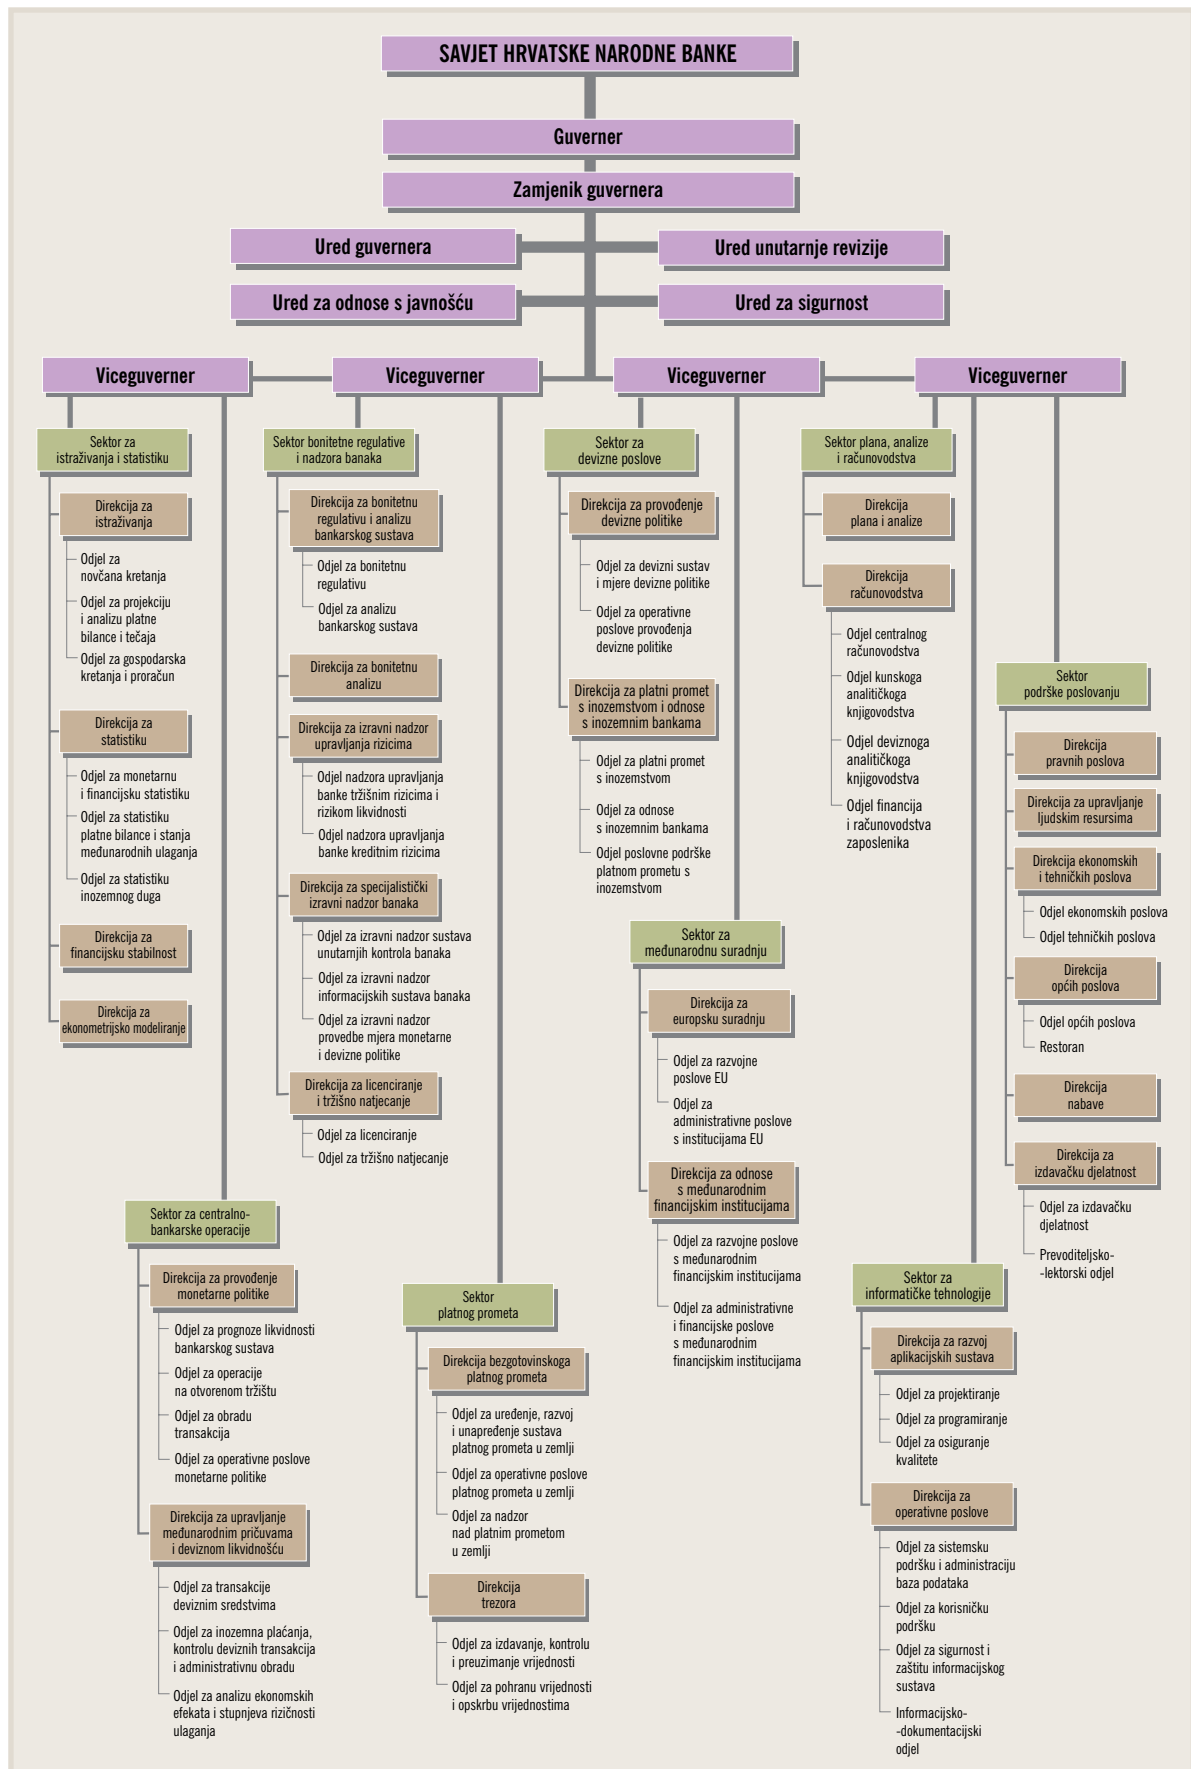 SAVJET HRVATSKE NARODNE BANKE
Guverner
Zamjenik guvernera
Ured guvernera
Ured unutarnje revizije
Ured za odnose s javnošću
Ured za sigurnost
Viceguverner
Sektor za
istraživanja i statistiku
Direkcija za
istraživanja
Odjel za
novčana kretanja
Odjel za projekciju
i analizu platne
bilance i tečaja
Odjel za gospodarska
kretanja i proračun
Direkcija za
statistiku
Odjel za monetarnu
i financijsku statistiku
Odjel za statistiku
platne bilance i stanja
međunarodnih ulaganja
Odjel za statistiku
inozemnog duga
Direkcija za
financijsku stabilnost
Direkcija za
ekonometrijsko modeliranje
Sektor za centralno-
bankarske operacije
Direkcija za provođenje
monetarne politike
Odjel za prognoze likvidnosti
bankarskog sustava
Odjel za operacije
na otvorenom tržištu
Odjel za obradu
transakcija
Odjel za operativne poslove
monetarne politike
Direkcija za upravljanje
međunarodnim pričuvama
i deviznom likvidnošću
Odjel za transakcije
deviznim sredstvima
Odjel za inozemna plaćanja,
kontrolu deviznih transakcija
i administrativnu obradu
Odjel za analizu ekonomskih
efekata i stupnjeva rizičnosti
ulaganja
Viceguverner
Sektor bonitetne regulative
i nadzora banaka
Direkcija za bonitetnu
regulativu i analizu
bankarskog sustava
Odjel za bonitetnu
regulativu
Odjel za analizu
bankarskog sustava
Direkcija za bonitetnu
analizu
Direkcija za izravni nadzor
upravljanja rizicima
Odjel nadzora upravljanja
banke tržišnim rizicima i
rizikom likvidnosti
Odjel nadzora upravljanja
banke kreditnim rizicima
Direkcija za specijalistički
izravni nadzor banaka
Odjel za izravni nadzor sustava
unutarnjih kontrola banaka
Odjel za izravni nadzor
informacijskih sustava banaka
Odjel za izravni nadzor
provedbe mjera monetarne
i devizne politike
Direkcija za licenciranje
i tržišno natjecanje
Odjel za licenciranje
Odjel za tržišno natjecanje
Sektor
platnog prometa
Direkcija bezgotovinskoga
platnog prometa
Odjel za uređenje, razvoj
i unapređenje sustava
platnog prometa u zemlji
Odjel za operativne poslove
platnog prometa u zemlji
Odjel za nadzor
nad platnim prometom
u zemlji
Direkcija
trezora
Odjel za izdavanje, kontrolu
i preuzimanje vrijednosti
Odjel za pohranu vrijednosti
i opskrbu vrijednostima
Viceguverner
Sektor za
devizne poslove
Direkcija za provođenje
devizne politike
Odjel za devizni sustav
i mjere devizne politike
Odjel za operativne
poslove provođenja
devizne politike
Direkcija za platni promet
s inozemstvom i odnose
s inozemnim bankama
Odjel za platni promet
s inozemstvom
Odjel za odnose
s inozemnim bankama
Odjel poslovne podrške
platnom prometu s
inozemstvom
Sektor za
međunarodnu suradnju
Direkcija za
europsku suradnju
Odjel za razvojne
poslove EU
Odjel za
administrativne poslove
s institucijama EU
Direkcija za odnose
s međunarodnim
financijskim institucijama
Odjel za razvojne poslove
s međunarodnim
financijskim institucijama
Odjel za administrativne
i financijske poslove
s međunarodnim
financijskim institucijama
Viceguverner
Sektor plana, analize
i računovodstva
Direkcija
plana i analize
Direkcija
računovodstva
Odjel centralnog
računovodstva
Odjel kunskoga
analitičkoga
knjigovodstva
Odjel deviznoga
analitičkoga
knjigovodstva
Odjel financija
i računovodstva
zaposlenika
Sektor za
informatičke tehnologije
Direkcija za razvoj
aplikacijskih sustava
Odjel za projektiranje
Odjel za programiranje
Odjel za osiguranje
kvalitete
Direkcija za
operativne poslove
Odjel za sistemsku
podršku i administraciju
baza podataka
Odjel za korisničku
podršku
Odjel za sigurnost i
zaštitu informacijskog
sustava
Informacijsko-
-dokumentacijski
odjel
Sektor
podrške poslovanju
Direkcija
pravnih poslova
Direkcija za upravljanje
ljudskim resursima
Direkcija ekonomskih
i tehničkih poslova
Odjel ekonomskih poslova
Odjel tehničkih poslova
Direkcija
općih poslova
Odjel općih poslova
Restoran
Direkcija
nabave
Direkcija za
izdavačku djelatnost
Odjel za izdavačku
djelatnost
Prevoditeljsko-
-lektorski odjel